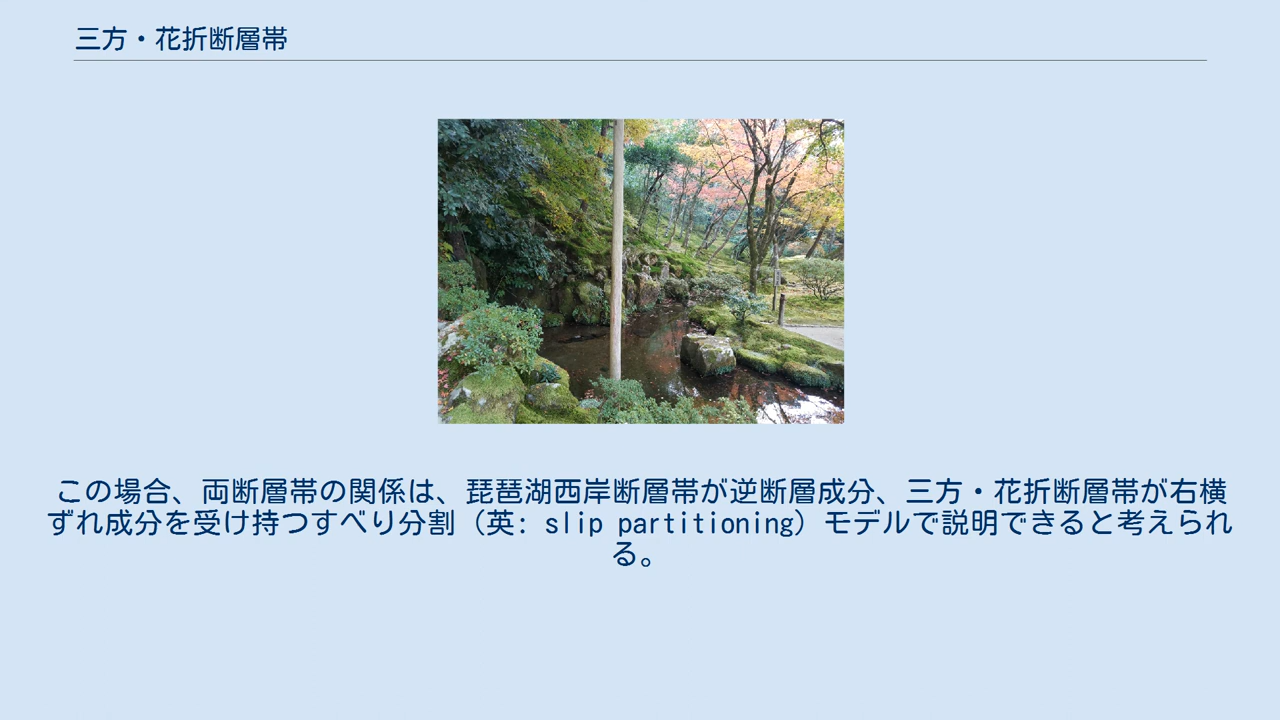 三方・花折断層帯
この場合、両断層帯の関係は、琵琶湖西岸断層帯が逆断層成分、三方・花折断層帯が右横
ずれ成分を受け持つすべり分割（英: slip partitioning）モデルで説明できると考えられ
る。